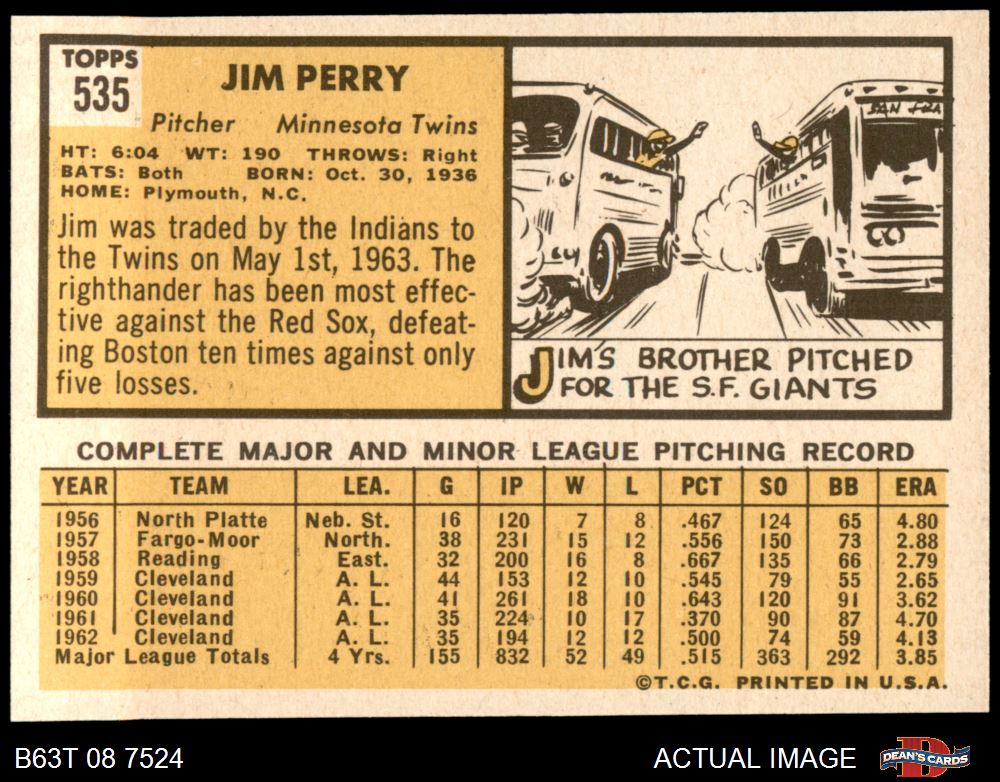 TOPPS
535
JIM PERRY
Pitcher Minnesota Twins
HT: 6:04 WT: 190 THROWS: Right
BATS: Both BORN: Oct. 30, 1936
HOME: Plymouth, N.C.
Jim was traded by the Indians to
the Twins on May 1st, 1963. The
righthander has been most effec-
tive against the Red Sox, defeat-
ing Boston ten times against only
five losses.
SAN FRA
JIM'S BROTHER PITCHED
FOR THE S.F. GIANTS
COMPLETE MAJOR AND MINOR LEAGUE PITCHING RECORD
YEAR TEAM LEA. G IP W L PCT SO BB ERA
1956 North Platte Neb. St. 16 120 7 8 .467 124 65 4.80
1957 Fargo-Moor North. 38 231 15 12 .556 150 73 2.88
1958 Reading East. 32 200 16 8 .667 135 66 2.79
1959 Cleveland A. L. 44 153 12 10 .545 79 55 2.65
1960 Cleveland A. L. 41 261 18 10 .643 120 91 3.62
1961 Cleveland A. L. 35 224 10 17 .370 90 87 4.70
1962 Cleveland A. L. 35 194 12 12 .500 74 59 4.13
Major League Totals 4 Yrs. 155 832 52 49 .515 363 292 3.85
©T.C.G. PRINTED IN U.S.A.
B63T 08 7524 ACTUAL IMAGE DEAN'S CARDS